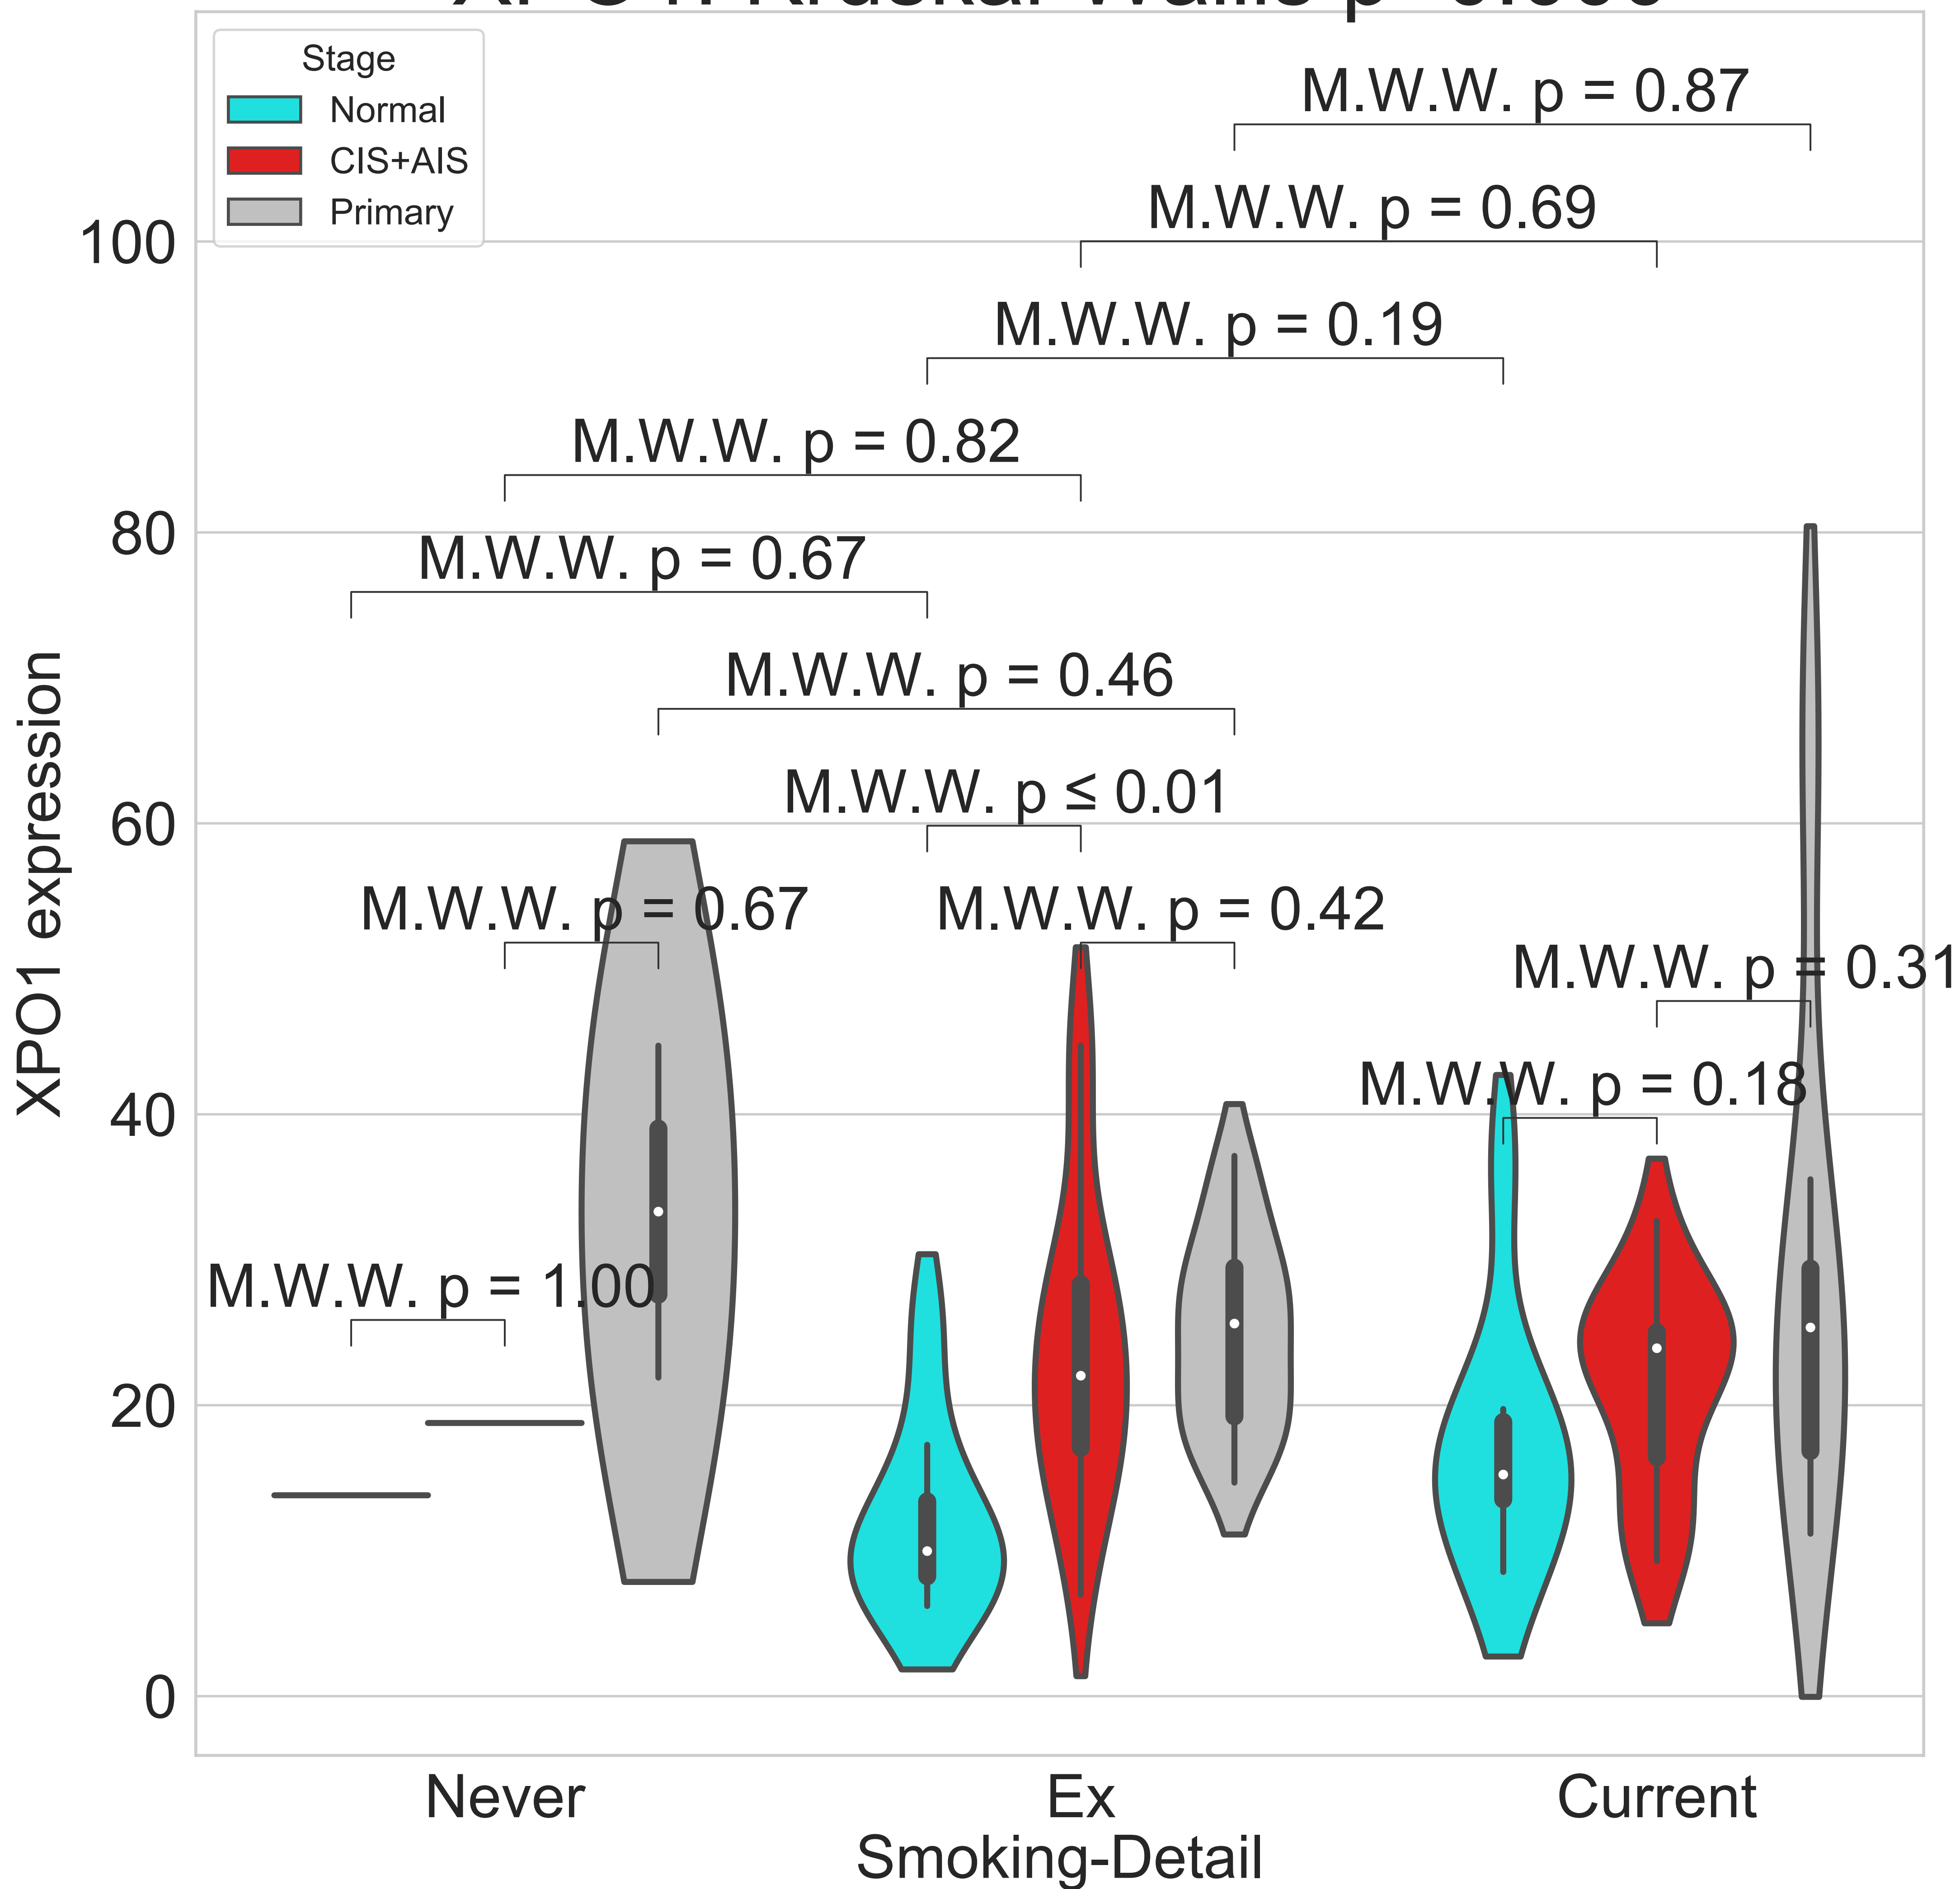 Stage
Normal
CIS+AIS
Primary
M.W.W. p = 0.87
M.W.W. p = 0.69
M.W.W. p = 0.19
M.W.W. p = 0.82
M.W.W. p = 0.67
M.W.W. p = 0.46
M.W.W. p ≤ 0.01
M.W.W. p = 0.67
M.W.W. p = 0.42
M.W.W. p = 0.31
M.W.W. p = 0.18
M.W.W. p = 1.00
100
80
60
40
20
0
XPO1 expression
Never
Ex
Current
Smoking-Detail